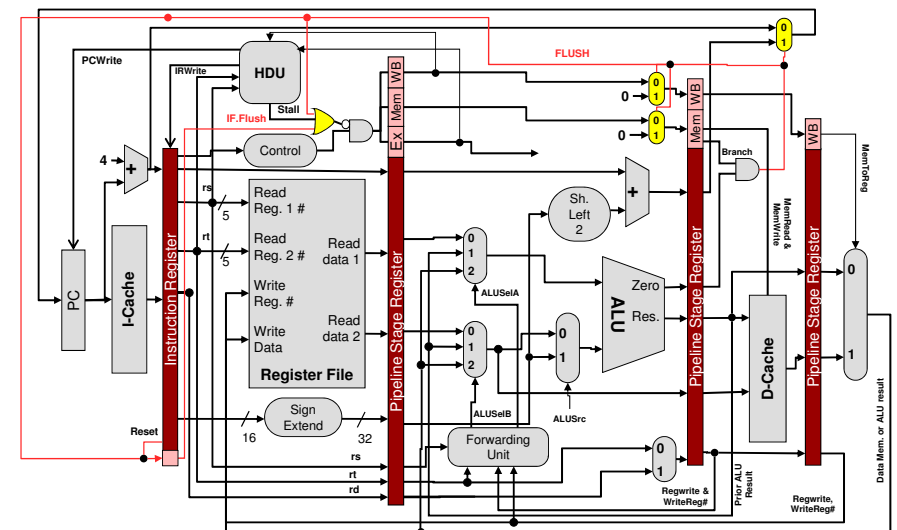 0
1
PCWrite
IRWrite
HDU
WB
FLUSH
Stall
0
1
0
WB
IF.Flush
Mem
0
1
0
Mem
WB
Control
Ex
Branch
MemToReg
4
+
rs
5
Read
Reg. 1 #
rt
5
Read
Reg. 2 #
Read
data 1
Write
Reg. #
Write
Data
Read
data 2
Register File
PC
I-Cache
Instruction Register
Pipeline Stage Register
+
Sh.
Left
2
0
1
2
ALUSelA
0
1
2
ALUSelB
0
1
ALUSrc
ALU
Zero
Res.
Pipeline Stage Register
MemRead &
MemWrite
D-Cache
Pipeline Stage Register
0
1
Data Mem. or ALU result
Reset
16
Sign
Extend
32
Forwarding
Unit
rs
rt
rd
0
1
Regwrite &
WriteReg#
Prior ALU
Result
Regwrite,
WriteReg#